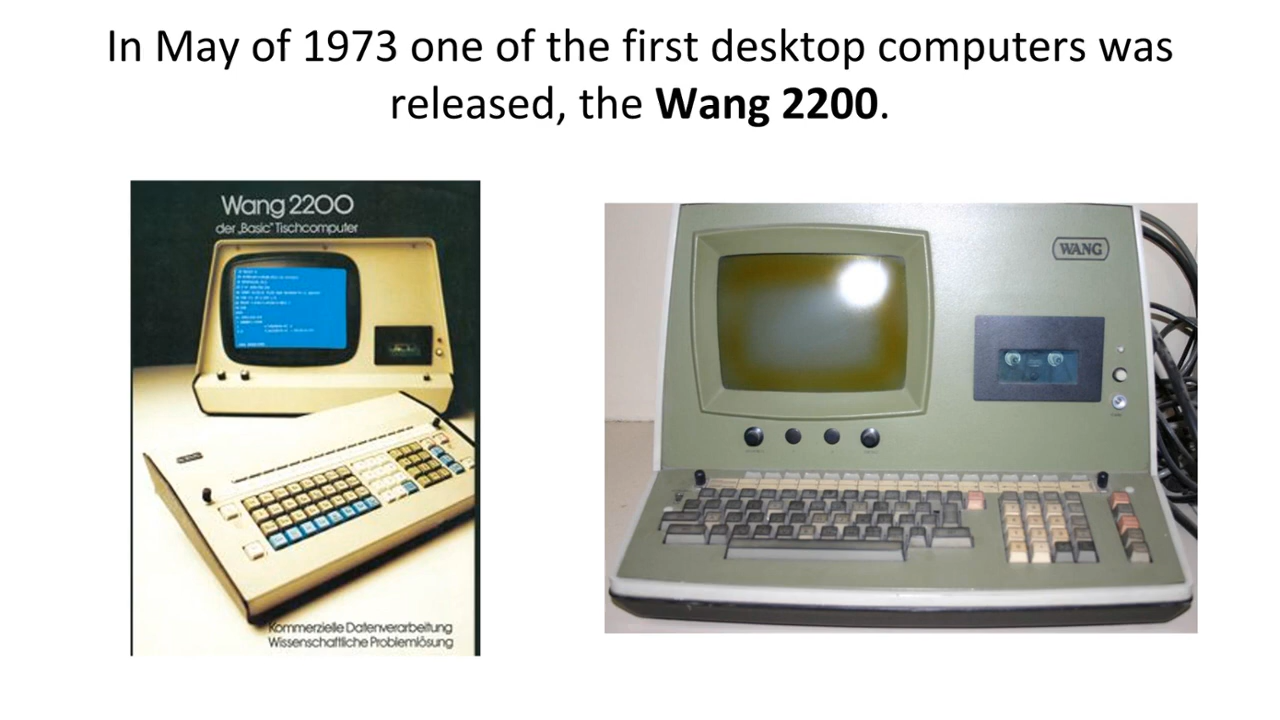 In May of 1973 one of the first desktop computers was
released, the Wang 2200.
Wang 2200
der „Basic" Tischcomputer
Kommerzielle Datenverarbeitung
Wissenschaftliche Problemlösung
WANG